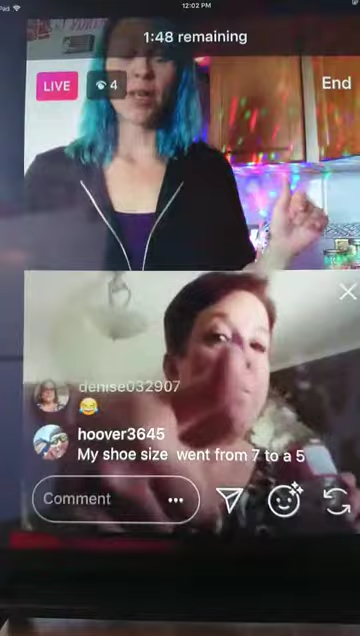 12:02 PM
1:48 remaining
LIVE
4
End
denise032907
😂
hoover3645
My shoe size went from 7 to a 5
Comment